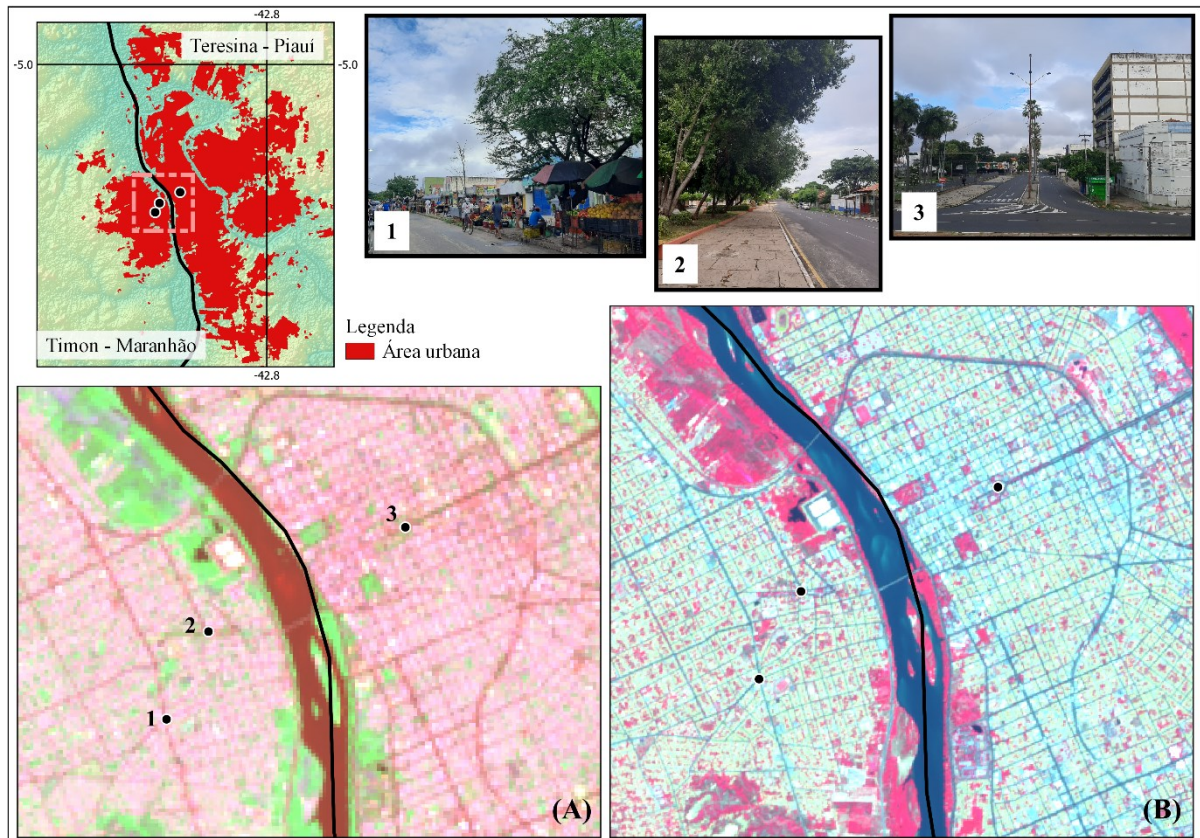 -42.8
Teresina - Piauí
-5.0
-5.0
Timon - Maranhão
-42.8
Legenda
Área urbana
1
2
3
3
2
1
(A)
(B)